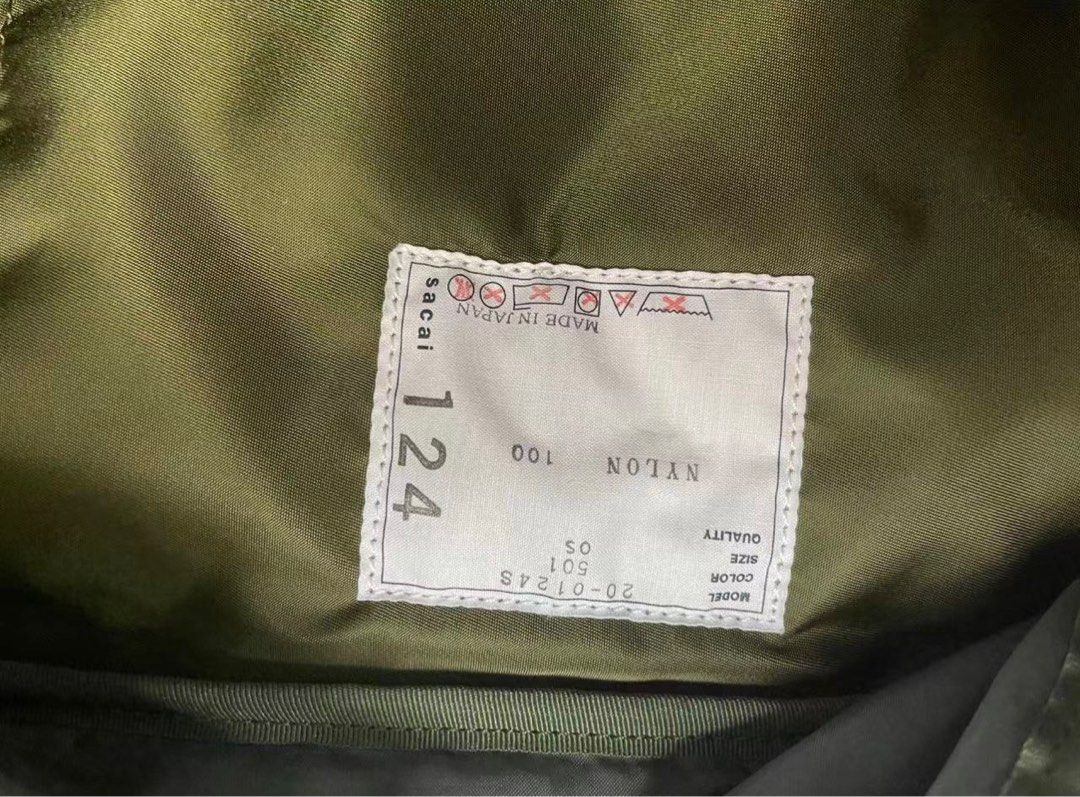 MODEL 20-0124S
COLOR 501
SIZE OS
QUALITY
NYLON 100
MADE IN JAPAN
sacai
124